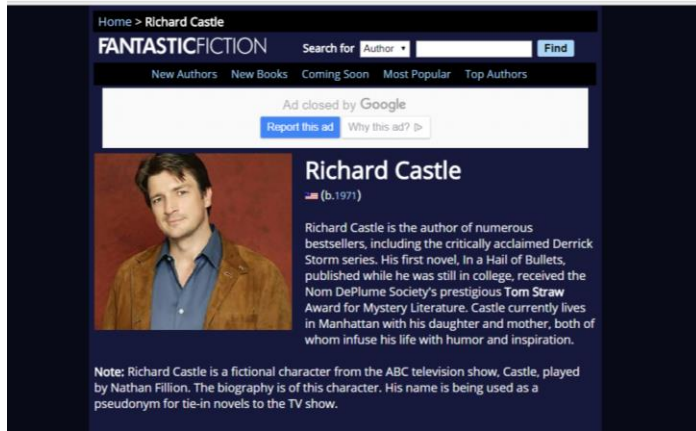 Home > Richard Castle
FANTASTICFICTION Search for Author Find
New Authors New Books Coming Soon Most Popular Top Authors
Ad closed by Google
Report this ad Why this ad?
Richard Castle
(b.1971)
Richard Castle is the author of numerous
bestsellers, including the critically acclaimed Derrick
Storm series. His first novel, In a Hail of Bullets,
published while he was still in college, received the
Nom DePlume Society's prestigious Tom Straw
Award for Mystery Literature. Castle currently lives
in Manhattan with his daughter and mother, both of
whom infuse his life with humor and inspiration.
Note: Richard Castle is a fictional character from the ABC television show, Castle, played
by Nathan Fillion. The biography is of this character. His name is being used as a
pseudonym for tie-in novels to the TV show.